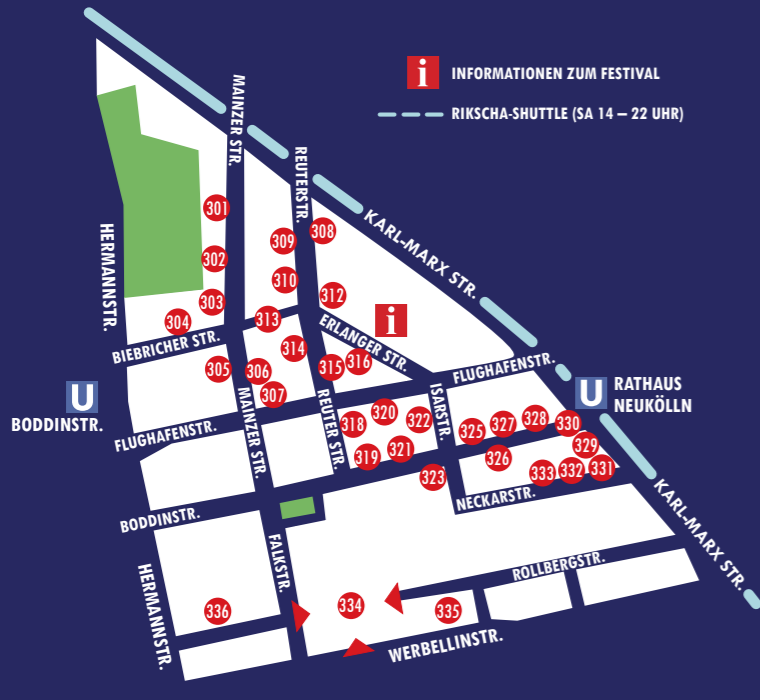 i INFORMATIONEN ZUM FESTIVAL
RIKSCHA-SHUTTLE (SA 14 – 22 UHR)
MAINZER STR.
REUTERSTR.
KARL-MARX STR.
HERMANNSTR.
301
308
309
302
310
312
303
304
313
i
ERLANGER STR.
BIEBRICHER STR.
314
315
316
305
306
307
FLUGHAFENSTR.
ISARSTR.
U
RATHAUS
NEUKÖLLN
U
BODDINSTR.
MAINZER STR.
REUTER STR.
FLUGHAFENSTR.
318
320
322
325
327
328
330
319
321
326
329
323
333
332
331
NECKARSTR.
KARL-MARX STR.
BODDINSTR.
FALKSTR.
HERMANNSTR.
ROLLBERGSTR.
336
334
335
WERBELLINSTR.